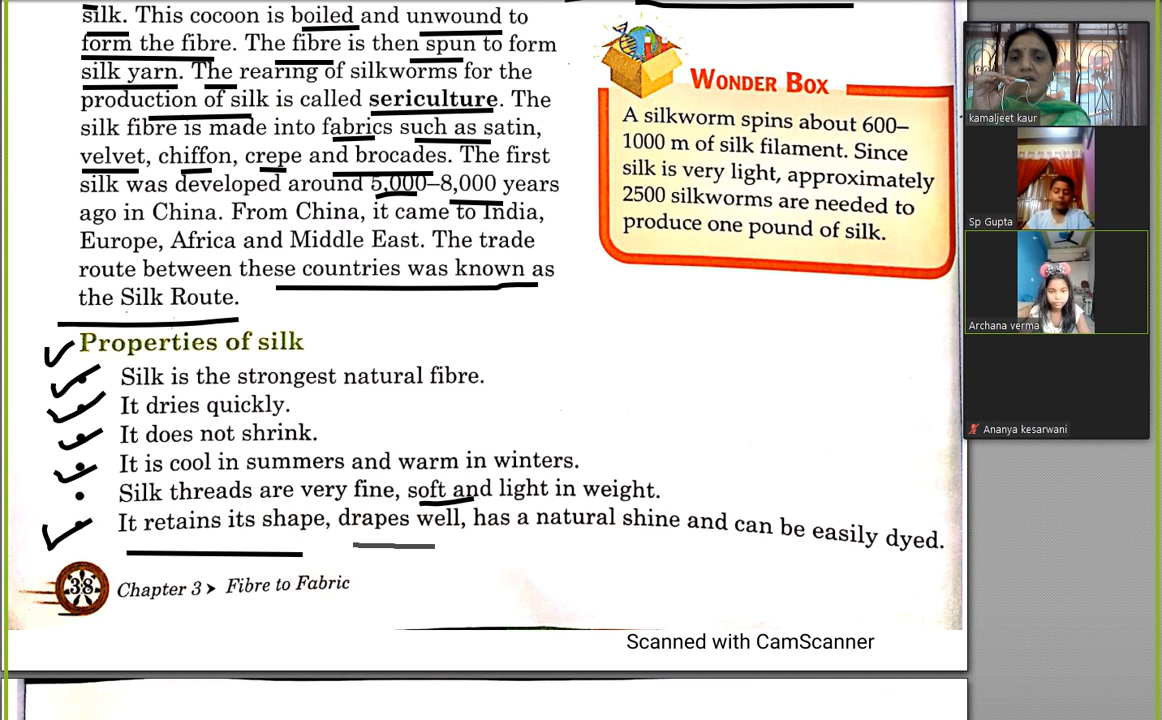 silk. This cocoon is boiled and unwound to
form the fibre. The fibre is then spun to form
silk yarn. The rearing of silkworms for the
production of silk is called sericulture. The
silk fibre is made into fabrics such as satin,
velvet, chiffon, crepe and brocades. The first
silk was developed around 5,000–8,000 years
ago in China. From China, it came to India,
Europe, Africa and Middle East. The trade
route between these countries was known as
the Silk Route.
WONDER BOX
A silkworm spins about 600–
1000 m of silk filament. Since
silk is very light, approximately
2500 silkworms are needed to
produce one pound of silk.
Properties of silk
• Silk is the strongest natural fibre.
• It dries quickly.
• It does not shrink.
• It is cool in summers and warm in winters.
• Silk threads are very fine, soft and light in weight.
• It retains its shape, drapes well, has a natural shine and can be easily dyed.
38 Chapter 3 > Fibre to Fabric
Scanned with CamScanner
kamaljeet kaur
Sp Gupta
Archana verma
Ananya kesarwani